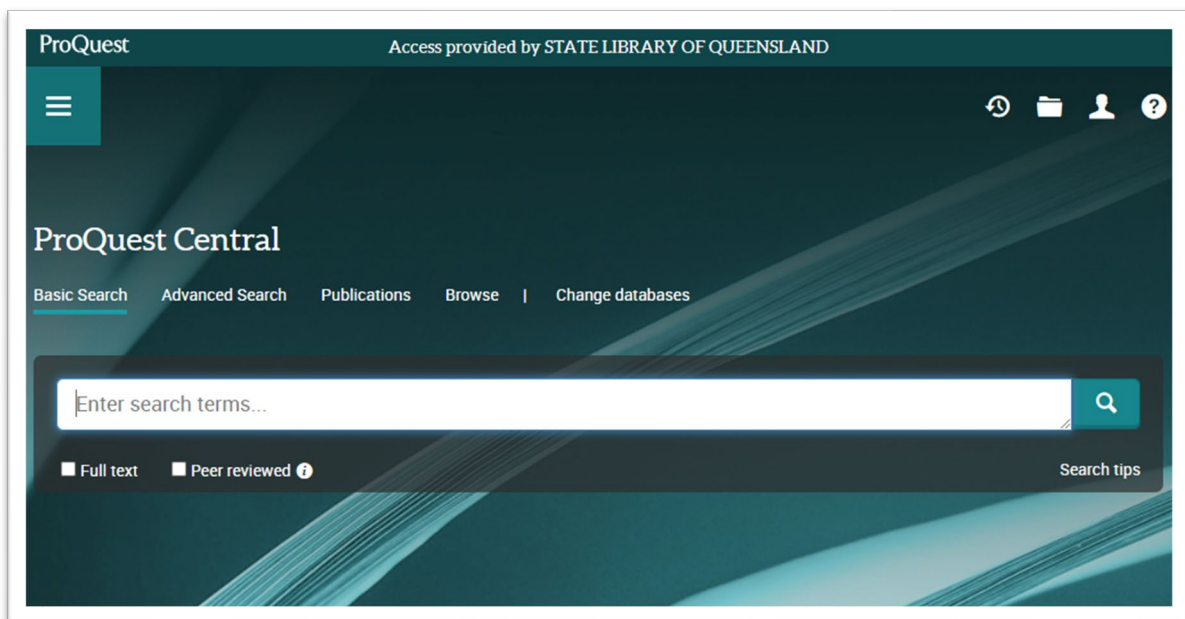 ProQuest Access provided by STATE LIBRARY OF QUEENSLAND
ProQuest Central
Basic Search Advanced Search Publications Browse | Change databases
Enter search terms...
Full text Peer reviewed Search tips